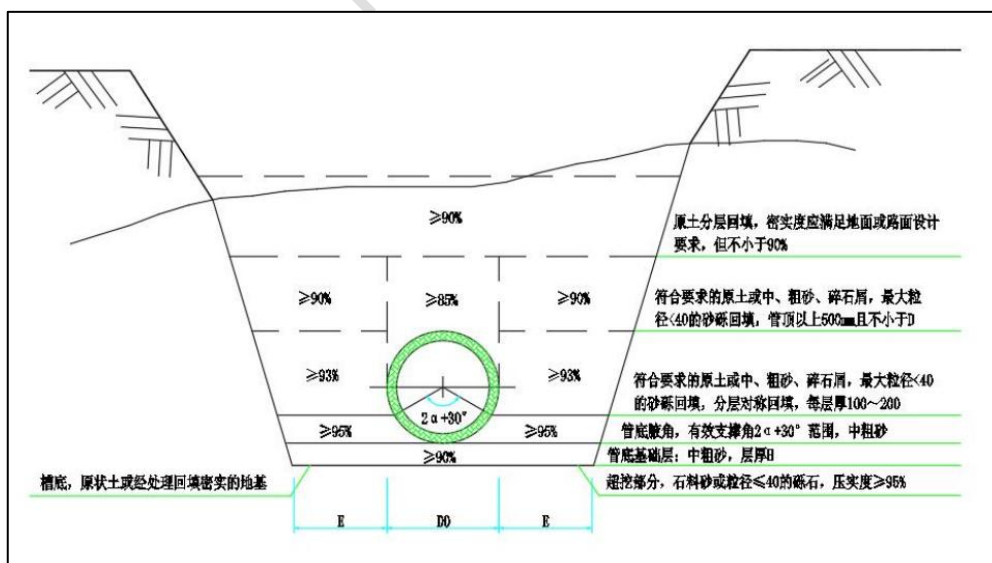 ≥90%
原土分层回填，密实度应满足地面或路面设计
要求，但不小于90%
≥90%
≥85%
≥90%
符合要求的原土或中、粗砂、碎石屑，最大粒
径<40的砂砾回填，管顶以上500mm且不小于D
≥93%
≥93%
符合要求的原土或中、粗砂、碎石屑，最大粒径<40
的砂砾回填，分层对称回填，每层厚100～200
2α+30°
≥95%
≥95%
管底腋角，有效支撑角2α+30°范围，中粗砂
≥90%
管底基础层；中粗砂，层厚H
槽底，原状土或经处理回填密实的地基
超挖部分，石料砂或粒径≤40的砾石，压实度≥95%
E
DO
E